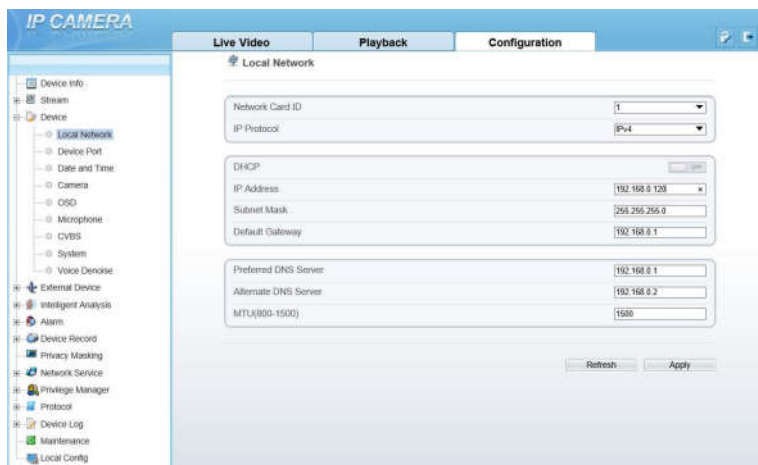 IP CAMERA
Live Video Playback Configuration
Local Network
Device Info
Stream
Device
Local Network
Device Port
Date and Time
Camera
OSD
Microphone
CVBS
System
Voice Denoise
External Device
Intelligent Analysis
Alarm
Device Record
Privacy Masking
Network Service
Privilege Manager
Protocol
Device Log
Maintenance
Local Config
Network Card ID 1
IP Protocol IPv4
DHCP
IP Address 192.168.0.120
Subnet Mask 255.255.255.0
Default Gateway 192.168.0.1
Preferred DNS Server 192.168.0.1
Alternate DNS Server 192.168.0.2
MTU(800-1500) 1500
Refresh Apply